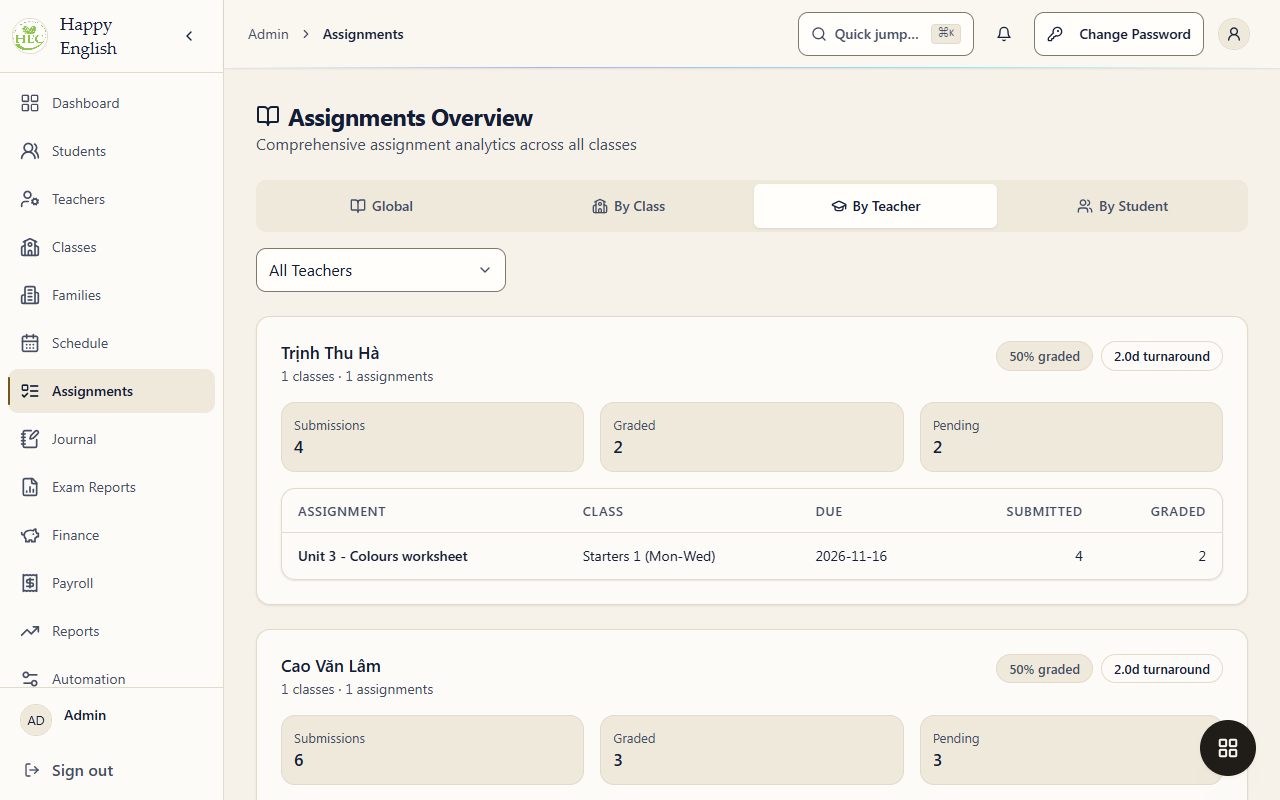 HEC
Happy
English
Admin
Assignments
Quick jump...
⌘K
Change Password
Dashboard
Students
Teachers
Classes
Families
Schedule
Assignments
Journal
Exam Reports
Finance
Payroll
Reports
Automation
AD
Admin
Sign out
Assignments Overview
Comprehensive assignment analytics across all classes
Global
By Class
By Teacher
By Student
All Teachers
Trịnh Thu Hà
1 classes · 1 assignments
50% graded
2.0d turnaround
Submissions
4
Graded
2
Pending
2
ASSIGNMENT CLASS DUE SUBMITTED GRADED
Unit 3 - Colours worksheet Starters 1 (Mon-Wed) 2026-11-16 4 2
Cao Văn Lâm
1 classes · 1 assignments
50% graded
2.0d turnaround
Submissions
6
Graded
3
Pending
3